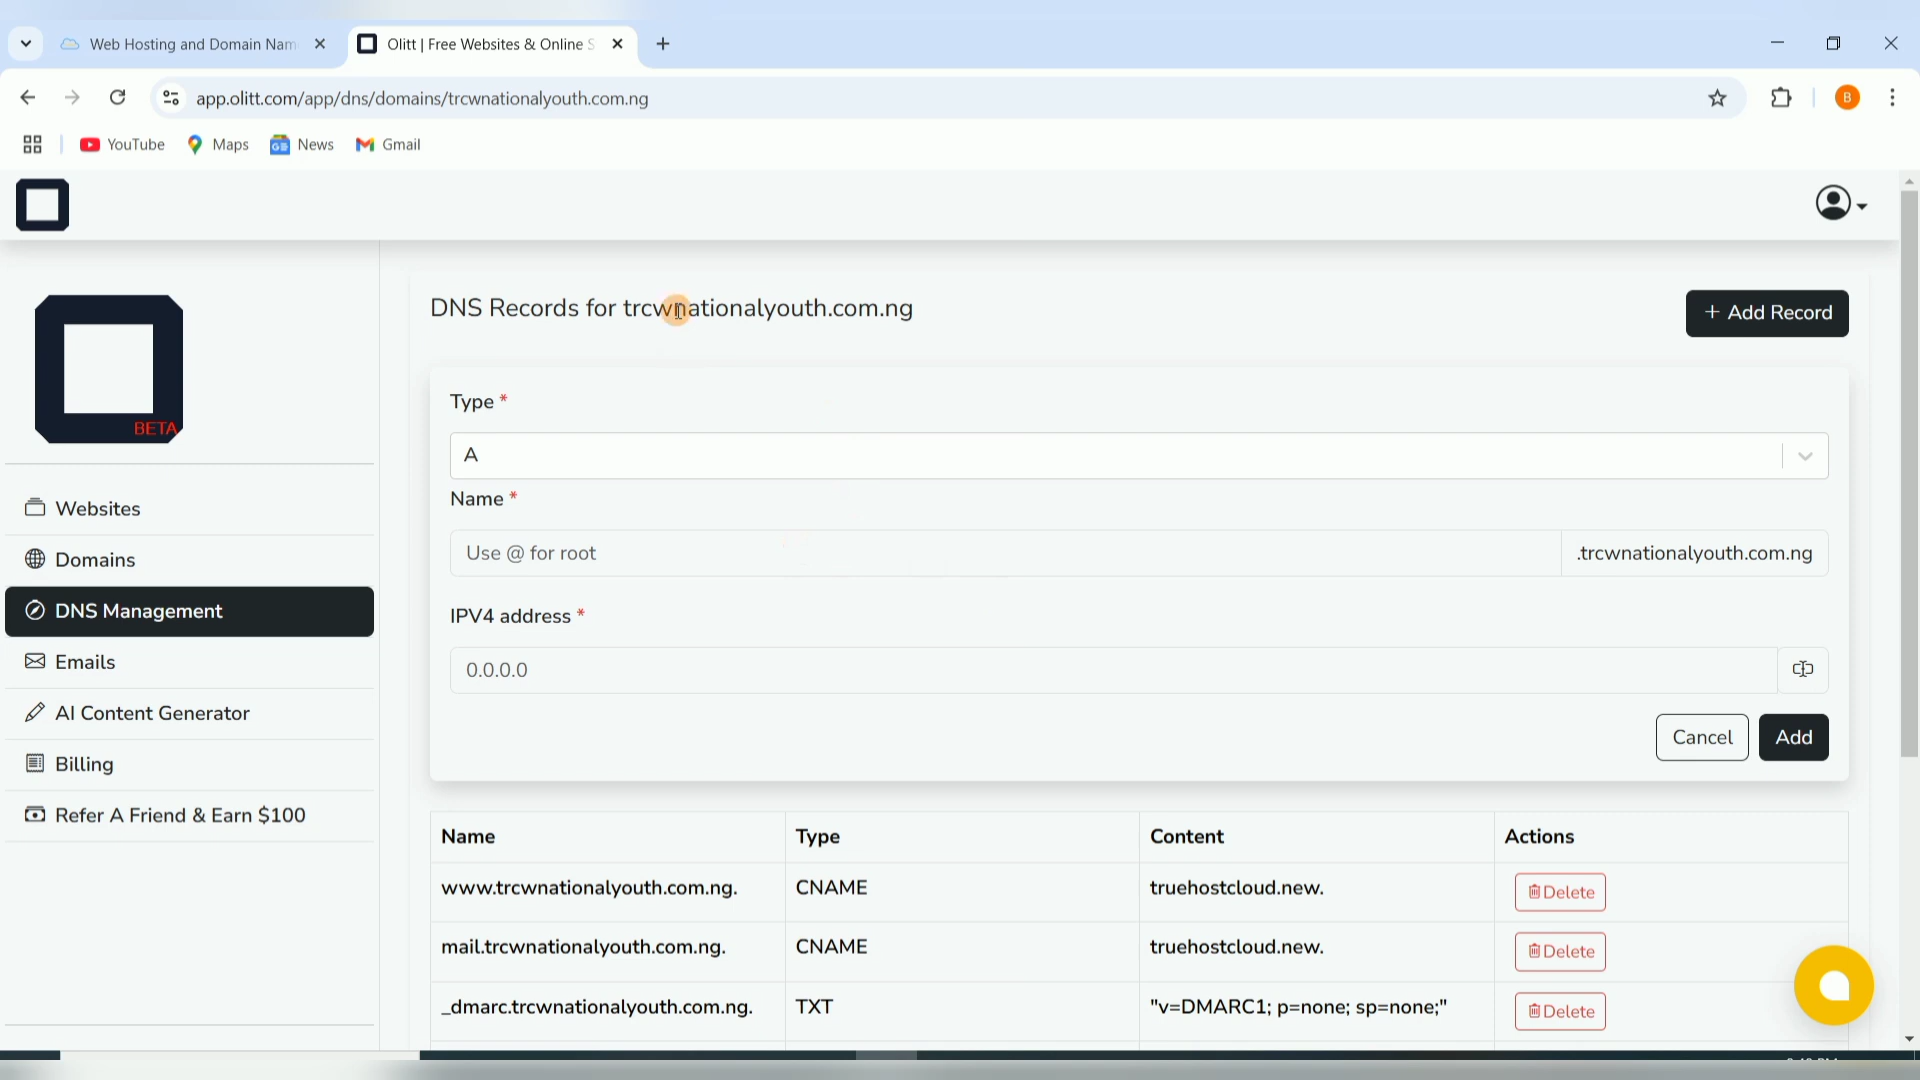 Web Hosting and Domain Nam
Olitt | Free Websites & Online S
app.olitt.com/app/dns/domains/trcwnationalyouth.com.ng
B
YouTube
Maps
News
Gmail
DNS Records for trcwnationalyouth.com.ng
+ Add Record
BETA
Type *
A
Name *
Use @ for root
.trcwnationalyouth.com.ng
IPV4 address *
0.0.0.0
Cancel
Add
Websites
Domains
DNS Management
Emails
AI Content Generator
Billing
Refer A Friend & Earn $100
Name Type Content Actions
www.trcwnationalyouth.com.ng. CNAME truehostcloud.new. Delete
mail.trcwnationalyouth.com.ng. CNAME truehostcloud.new. Delete
_dmarc.trcwnationalyouth.com.ng. TXT "v=DMARC1; p=none; sp=none;" Delete